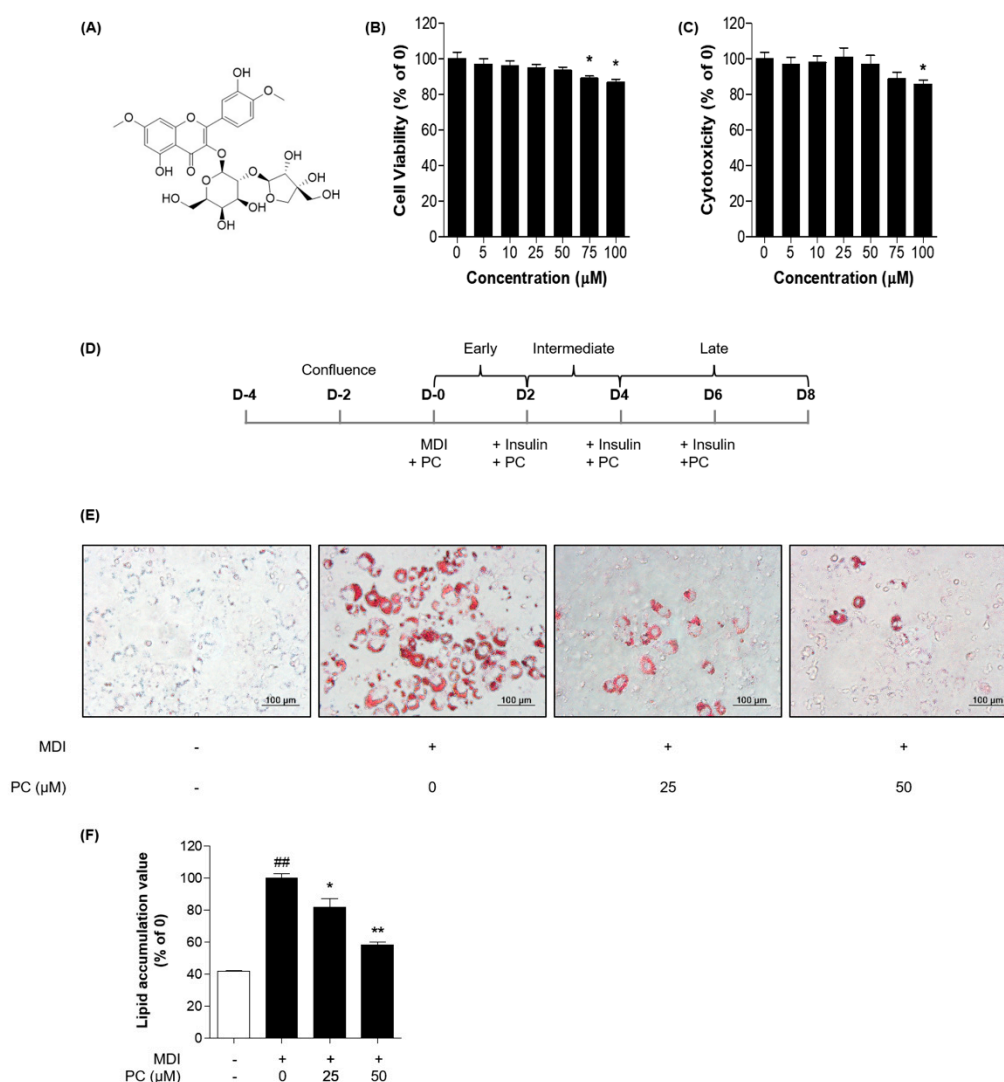 (A)
OH
O
O
O
O
OH
O
O
OH
O
O
OH
HO
OH
OH
O
OH
HO
(B)
Cell Viability (% of 0)
120
100
80
60
40
20
0
* *
0 5 10 25 50 75 100
Concentration (µM)
(C)
Cytotoxicity (% of 0)
120
100
80
60
40
20
0
*
0 5 10 25 50 75 100
Concentration (µM)
(D)
Early Intermediate Late
Confluence
D-4 D-2 D-0 D2 D4 D6 D8
MDI + Insulin + Insulin + Insulin
+ PC + PC + PC +PC
(E)
100 µm 100 µm 100 µm 100 µm
MDI - + + +
PC (µM) - 0 25 50
(F)
Lipid accumulation value
(% of 0)
120
100
80
60
40
20
0
## * **
MDI - + + +
PC (µM) - 0 25 50